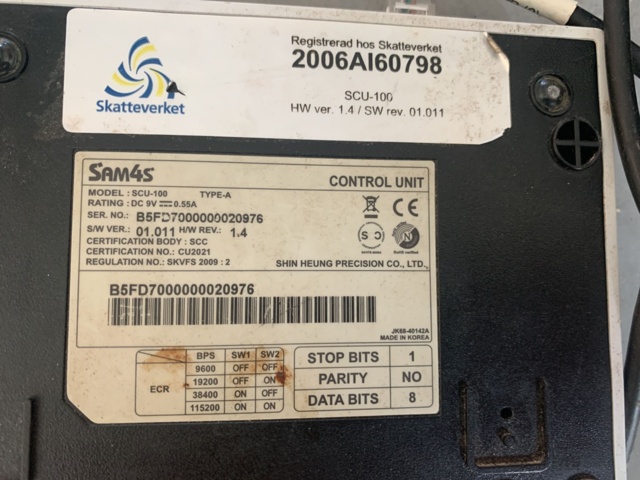 Registrerad hos Skatteverket
2006AI60798
Skatteverket
SCU-100
HW ver. 1.4 / SW rev. 01.011
SAM4S
CONTROL UNIT
MODEL : SCU-100 TYPE-A
RATING : DC 9V 0.55A
SER. NO.: B5FD7000000020976
S/W VER.: 01.011 H/W REV.: 1.4
CERTIFICATION BODY : SCC
CERTIFICATION NO.: CU2021
REGULATION NO.: SKVFS 2009 : 2
SHIN HEUNG PRECISION CO., LTD.
B5FD7000000020976
JK68-40142A
MADE IN KOREA
ECR
BPS SW1 SW2
9600 OFF OFF
19200 OFF ON
38400 ON OFF
115200 ON ON
STOP BITS 1
PARITY NO
DATA BITS 8